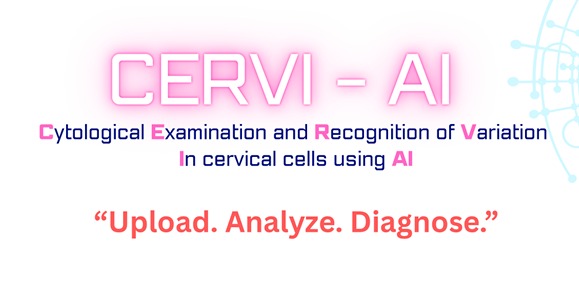 CERVI - AI
Cytological Examination and Recognition of Variation
In cervical cells using AI
“Upload. Analyze. Diagnose.”